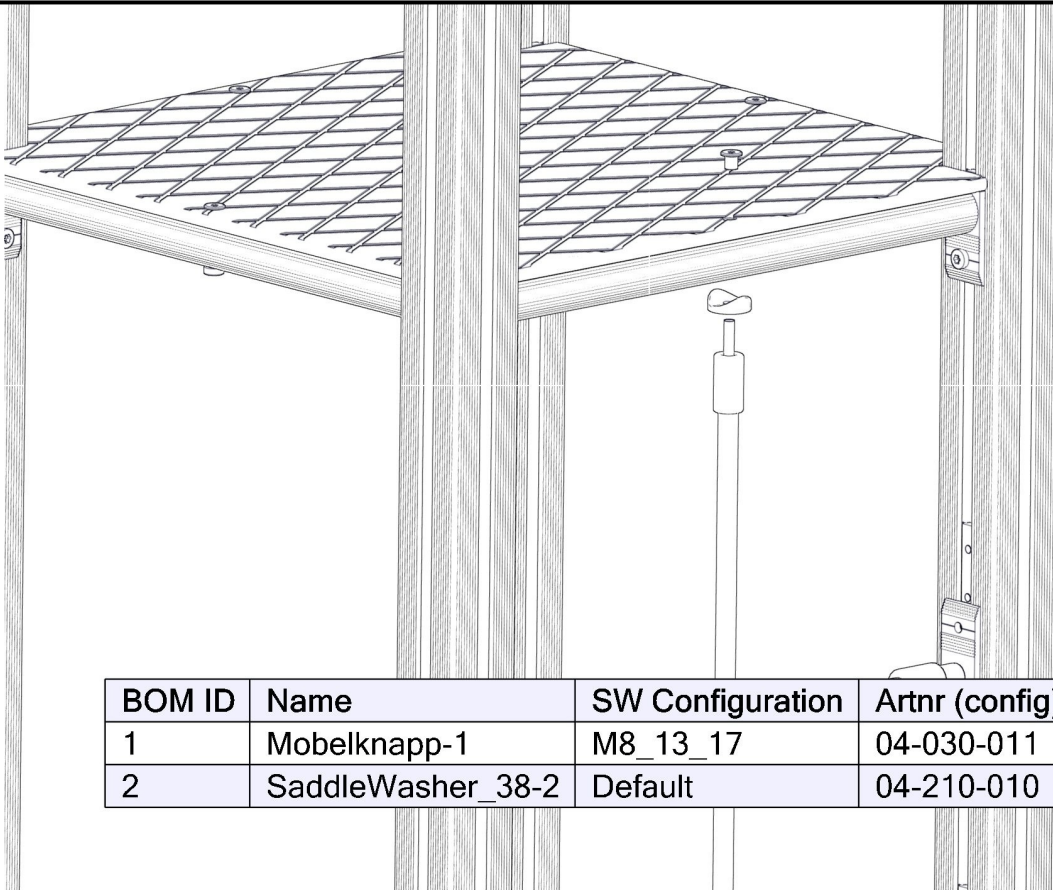 BOM ID Name SW Configuration Artnr (config)
1 Mobelknapp-1 M8_13_17 04-030-011
2 SaddleWasher_38-2 Default 04-210-010